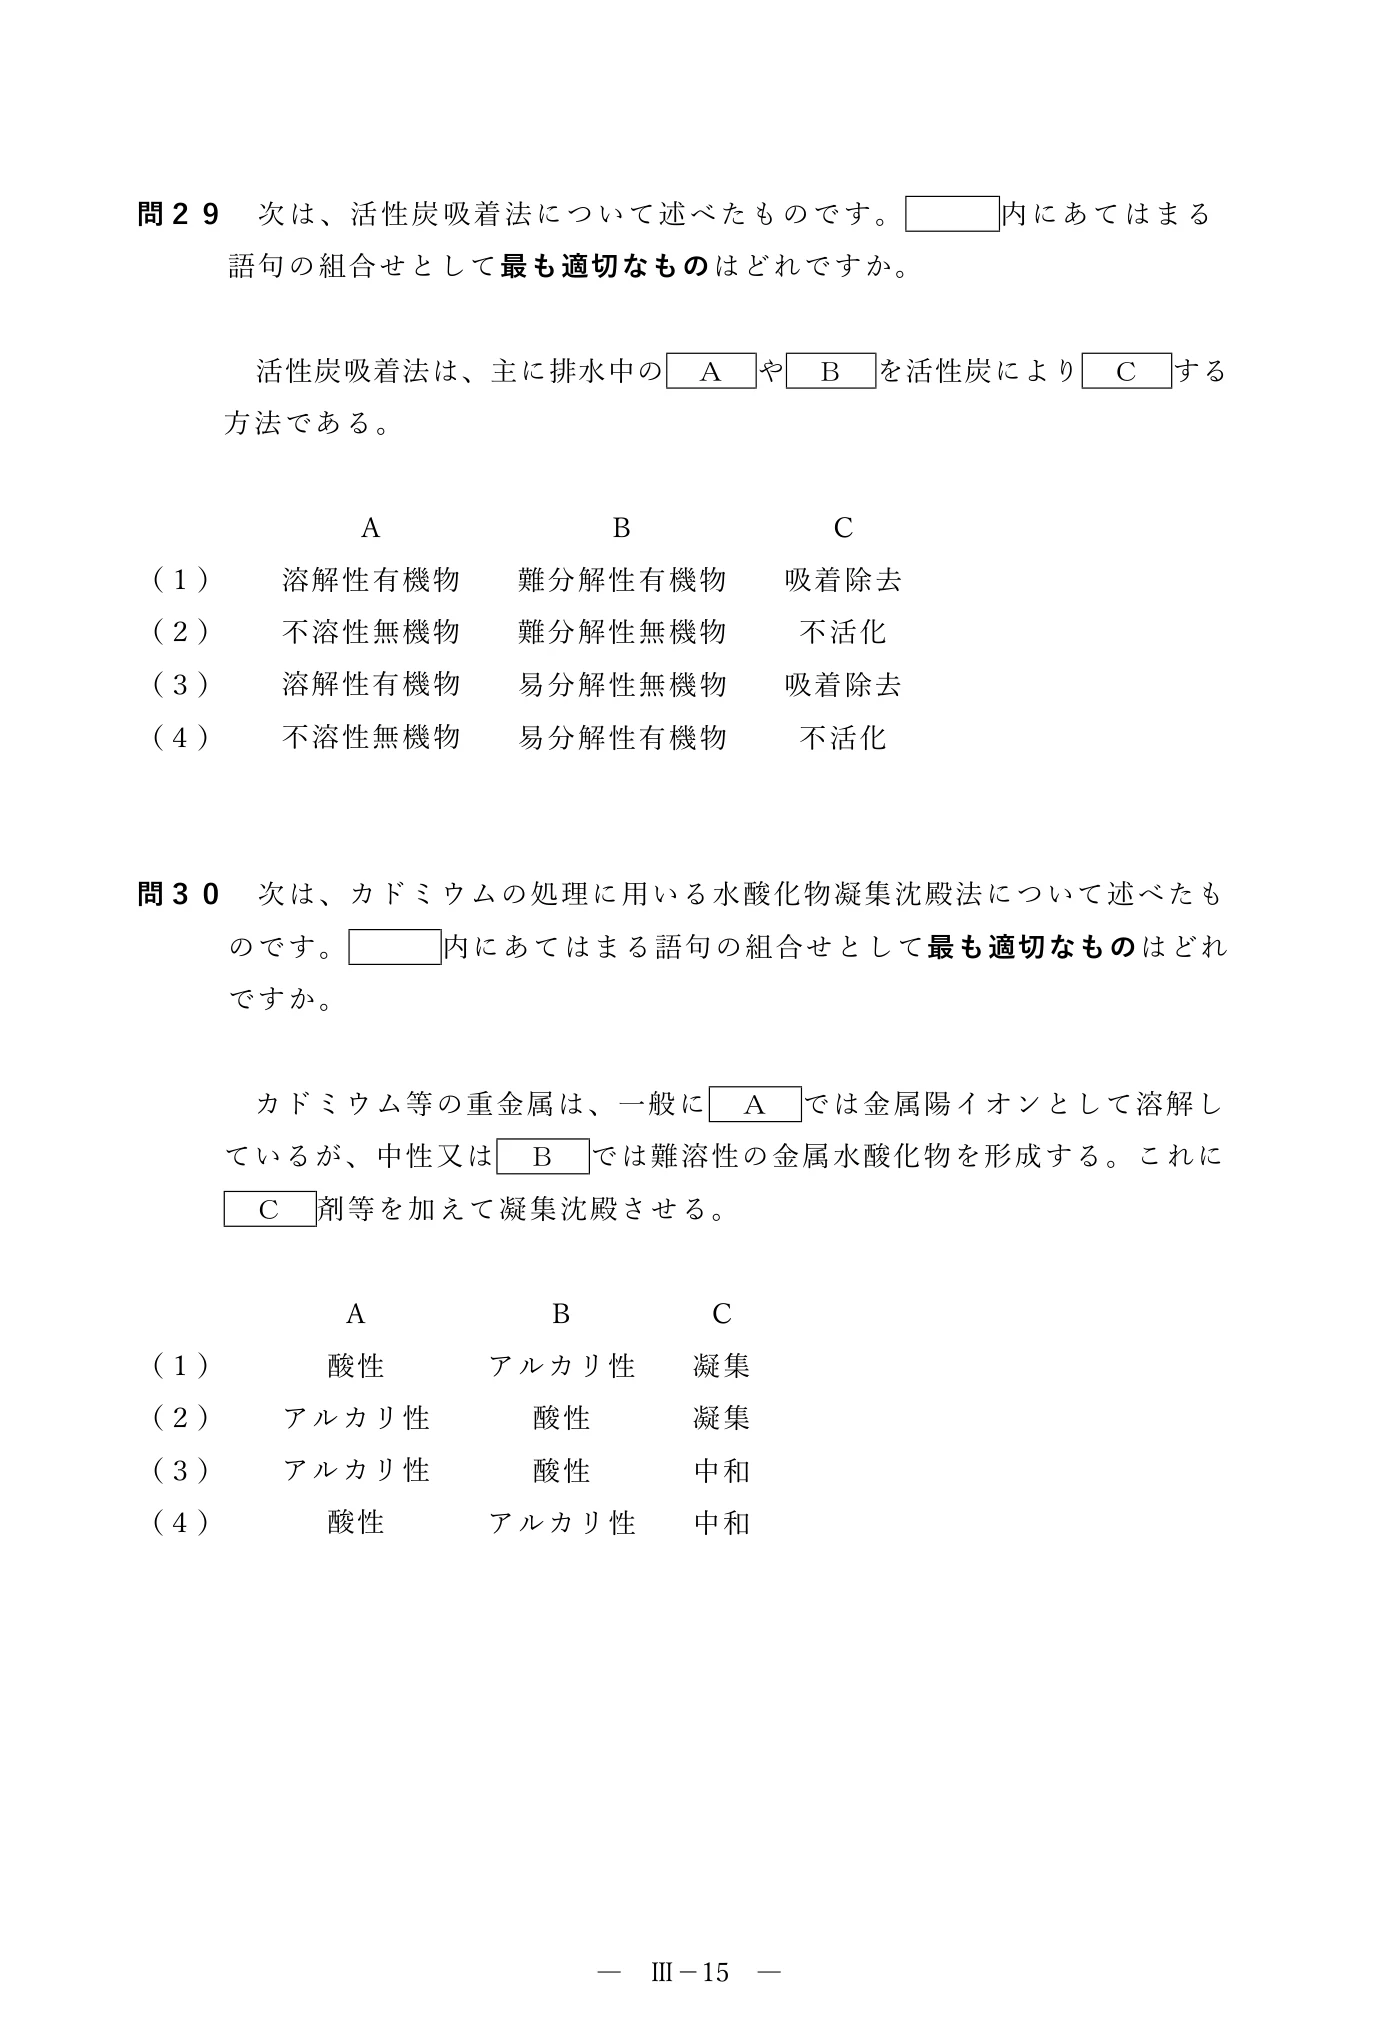 問２９　次は、活性炭吸着法について述べたものです。　　　内にあてはまる
語句の組合せとして最も適切なものはどれですか。
活性炭吸着法は、主に排水中の　A　や　B　を活性炭により　C　する
方法である。
A　B　C
（１）　溶解性有機物　難分解性有機物　吸着除去
（２）　不溶性無機物　難分解性無機物　不活化
（３）　溶解性有機物　易分解性無機物　吸着除去
（４）　不溶性無機物　易分解性有機物　不活化
問３０　次は、カドミウムの処理に用いる水酸化物凝集沈殿法について述べたも
のです。　　　内にあてはまる語句の組合せとして最も適切なものはどれ
ですか。
カドミウム等の重金属は、一般に　A　では金属陽イオンとして溶解し
ているが、中性又は　B　では難溶性の金属水酸化物を形成する。これに
C　剤等を加えて凝集沈殿させる。
A　B　C
（１）　酸性　アルカリ性　凝集
（２）　アルカリ性　酸性　凝集
（３）　アルカリ性　酸性　中和
（４）　酸性　アルカリ性　中和
―　Ⅲ－15　―